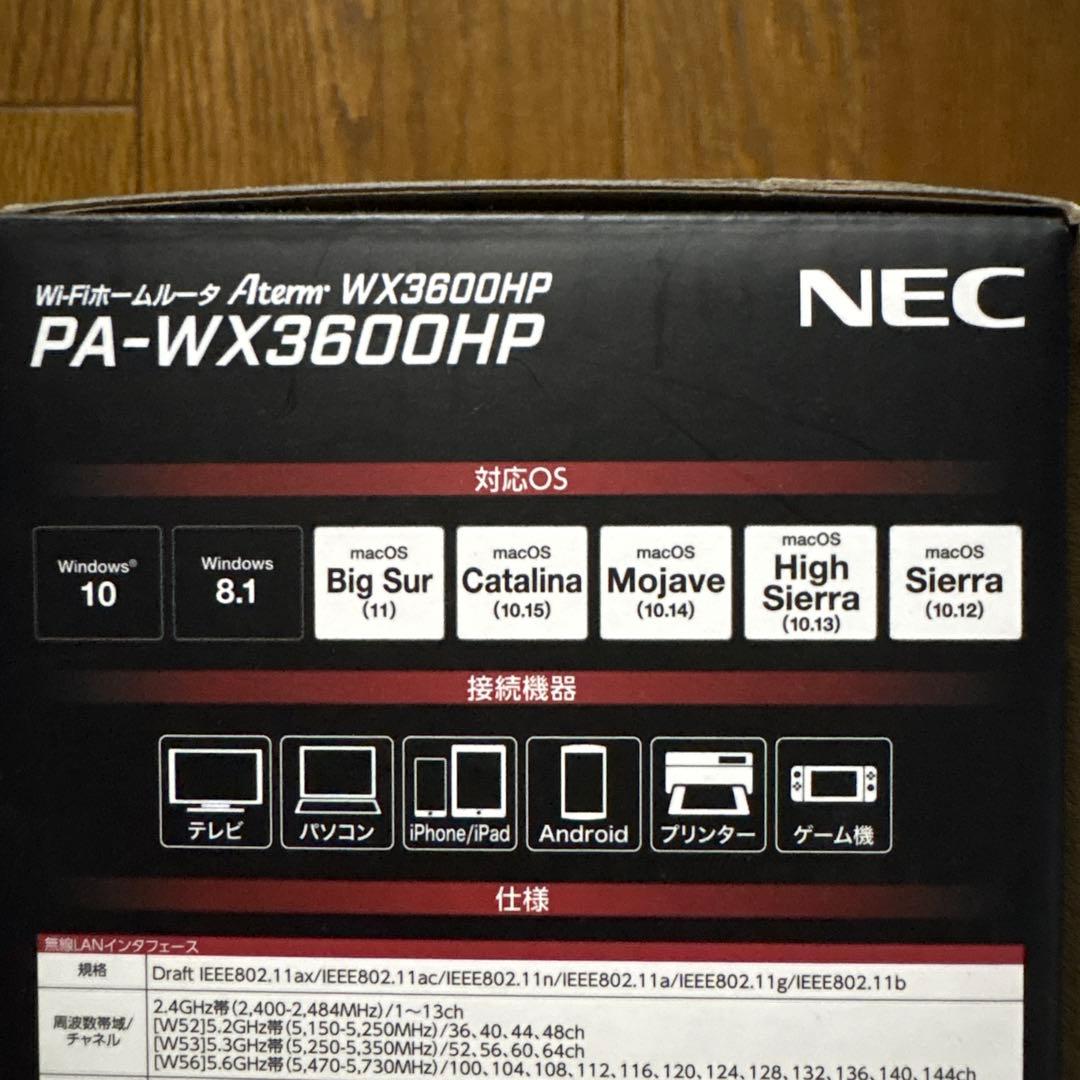 Wi-Fiホームルータ Aterm WX3600HP
PA-WX3600HP
NEC
対応OS
Windows® 10
Windows 8.1
macOS Big Sur (11)
macOS Catalina (10.15)
macOS Mojave (10.14)
macOS High Sierra (10.13)
macOS Sierra (10.12)
接続機器
テレビ
パソコン
iPhone/iPad
Android
プリンター
ゲーム機
仕様
無線LANインタフェース
規格
Draft IEEE802.11ax/IEEE802.11ac/IEEE802.11n/IEEE802.11a/IEEE802.11g/IEEE802.11b
周波数帯域/
チャネル
2.4GHz帯(2,400-2,484MHz)/1〜13ch
[W52]5.2GHz帯(5,150-5,250MHz)/36、40、44、48ch
[W53]5.3GHz帯(5,250-5,350MHz)/52、56、60、64ch
[W56]5.6GHz帯(5,470-5,730MHz)/100、104、108、112、116、120、124、128、132、136、140、144ch